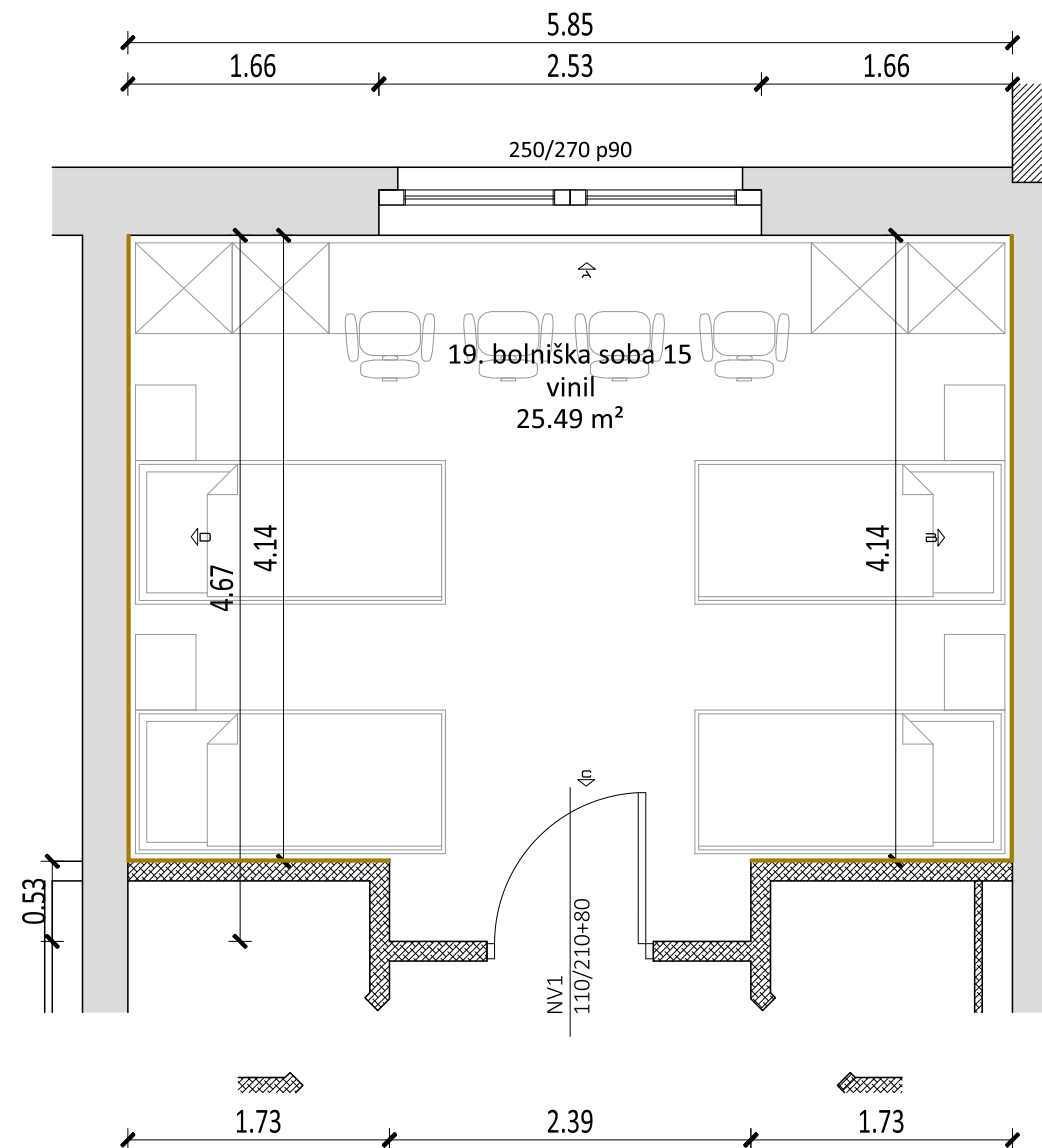 5.85
1.66 2.53 1.66
250/270 p90
A
19. bolniška soba 15
vinil
25.49 m²
4.14
4.67
4.14
0.53
NV1
110/210+80
1.73 2.39 1.73